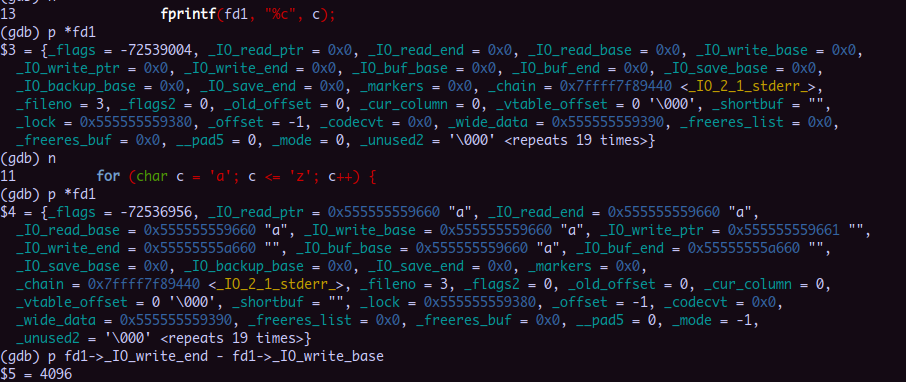 13                  fprintf(fd1, "%c", c);
(gdb) p *fd1
$3 = {_flags = -72539004, _IO_read_ptr = 0x0, _IO_read_end = 0x0, _IO_read_base = 0x0, _IO_write_base = 0x0,
  _IO_write_ptr = 0x0, _IO_write_end = 0x0, _IO_buf_base = 0x0, _IO_buf_end = 0x0, _IO_save_base = 0x0,
  _IO_backup_base = 0x0, _IO_save_end = 0x0, _markers = 0x0, _chain = 0x7ffff7f89440 <_IO_2_1_stderr_>,
  _fileno = 3, _flags2 = 0, _old_offset = 0, _cur_column = 0, _vtable_offset = 0 '\000', _shortbuf = "",
  _lock = 0x555555559380, _offset = -1, _codecvt = 0x0, _wide_data = 0x555555559390, _freeres_list = 0x0,
  _freeres_buf = 0x0, __pad5 = 0, _mode = 0, _unused2 = '\000' <repeats 19 times>}
(gdb) n
11          for (char c = 'a'; c <= 'z'; c++) {
(gdb) p *fd1
$4 = {_flags = -72536956, _IO_read_ptr = 0x555555559660 "a", _IO_read_end = 0x555555559660 "a",
  _IO_read_base = 0x555555559660 "a", _IO_write_base = 0x555555559660 "a", _IO_write_ptr = 0x555555559661 "",
  _IO_write_end = 0x55555555a660 "", _IO_buf_base = 0x555555559660 "a", _IO_buf_end = 0x55555555a660 "",
  _IO_save_base = 0x0, _IO_backup_base = 0x0, _IO_save_end = 0x0, _markers = 0x0,
  _chain = 0x7ffff7f89440 <_IO_2_1_stderr_>, _fileno = 3, _flags2 = 0, _old_offset = 0, _cur_column = 0,
  _vtable_offset = 0 '\000', _shortbuf = "", _lock = 0x555555559380, _offset = -1, _codecvt = 0x0,
  _wide_data = 0x555555559390, _freeres_list = 0x0, _freeres_buf = 0x0, __pad5 = 0, _mode = -1,
  _unused2 = '\000' <repeats 19 times>}
(gdb) p fd1->_IO_write_end - fd1->_IO_write_base
$5 = 4096